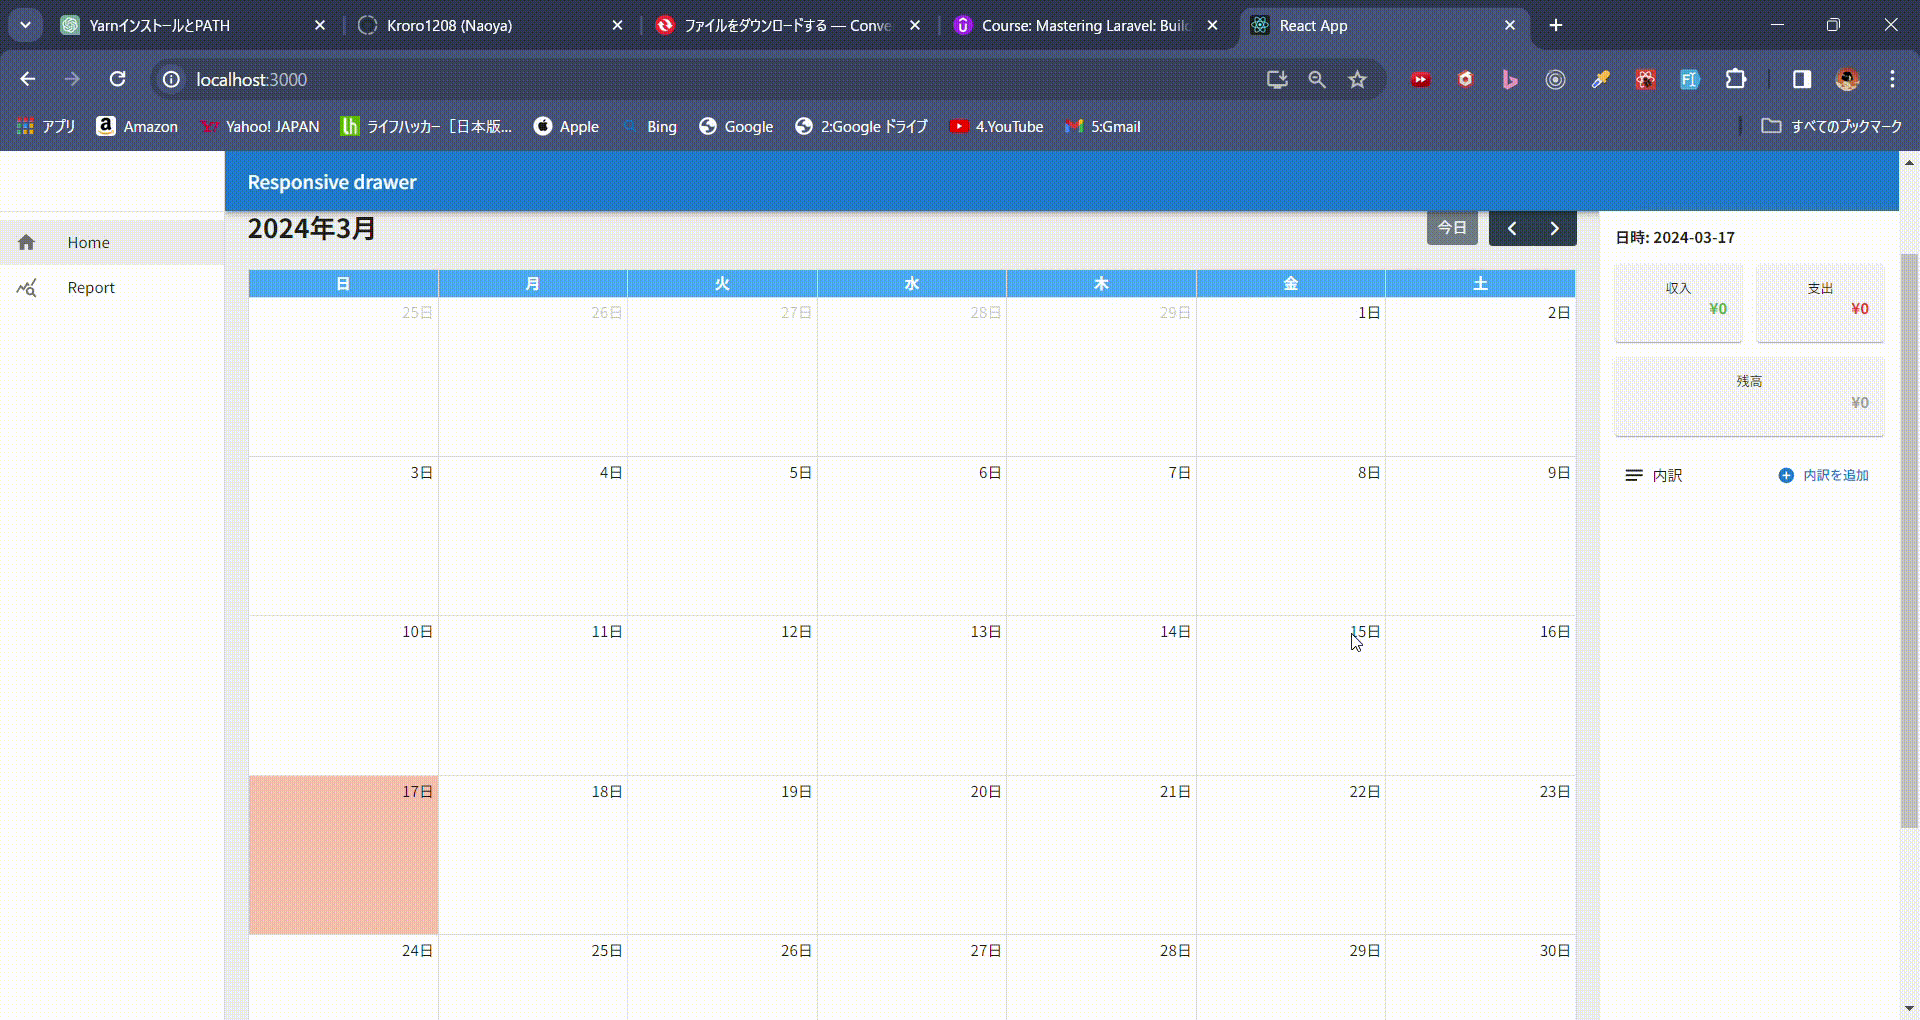 YarnインストールとPATH
Kroro1208 (Naoya)
ファイルをダウンロードする — Conve
Course: Mastering Laravel: Build
React App
localhost:3000
アプリ
Amazon
Yahoo! JAPAN
ライフハッカー［日本版...
Apple
Bing
Google
2:Google ドライブ
4.YouTube
5:Gmail
すべてのブックマーク
Responsive drawer
Home
Report
2024年3月
今日
日 月 火 水 木 金 土
25日 26日 27日 28日 29日 1日 2日
3日 4日 5日 6日 7日 8日 9日
10日 11日 12日 13日 14日 15日 16日
17日 18日 19日 20日 21日 22日 23日
24日 25日 26日 27日 28日 29日 30日
日時: 2024-03-17
収入
¥0
支出
¥0
残高
¥0
内訳
内訳を追加